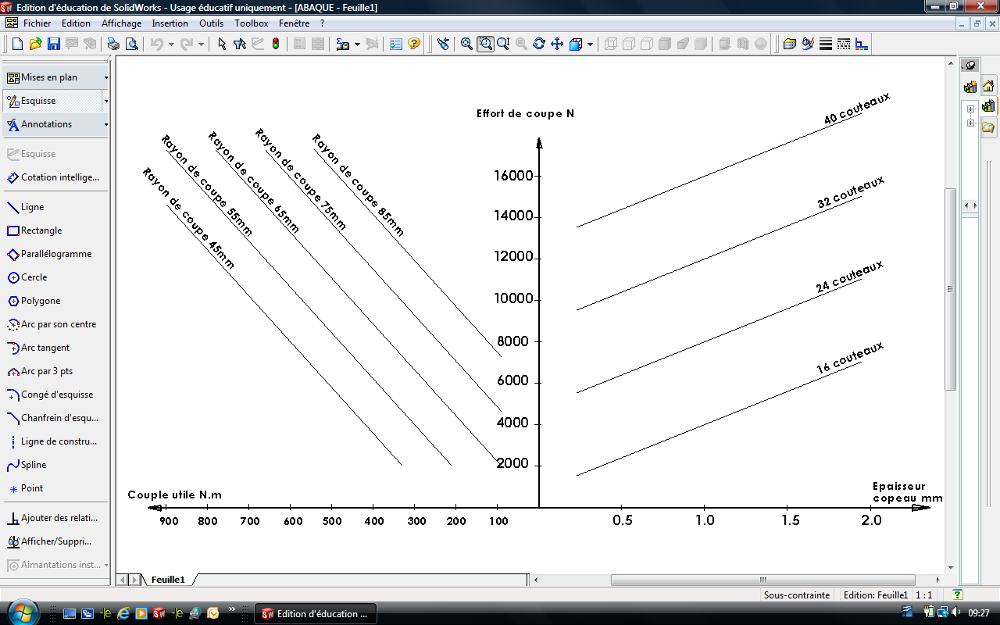 Edition d'éducation de SolidWorks - Usage éducatif uniquement - [ABAQUE - Feuille1]
Fichier Edition Affichage Insertion Outils Toolbox Fenêtre ?
Mises en plan
Esquisse
Annotations
Esquisse
Cotation intellige...
Ligne
Rectangle
Parallélogramme
Cercle
Polygone
Arc par son centre
Arc tangent
Arc par 3 pts
Congé d'esquisse
Chanfrein d'esqu...
Ligne de constru...
Spline
Point
Ajouter des relati...
Afficher/Suppri...
Aimantations inst...
Effort de coupe N
16000
14000
12000
10000
8000
6000
4000
2000
Rayon de coupe 45mm
Rayon de coupe 55mm
Rayon de coupe 65mm
Rayon de coupe 75mm
Rayon de coupe 85mm
40 couteaux
32 couteaux
24 couteaux
16 couteaux
Couple utile N.m
900 800 700 600 500 400 300 200 100
Epaisseur
copeau mm
0.5 1.0 1.5 2.0
Feuille1
Sous-contrainte Edition: Feuille1 1 : 1
Edition d'éducation ...
09:27